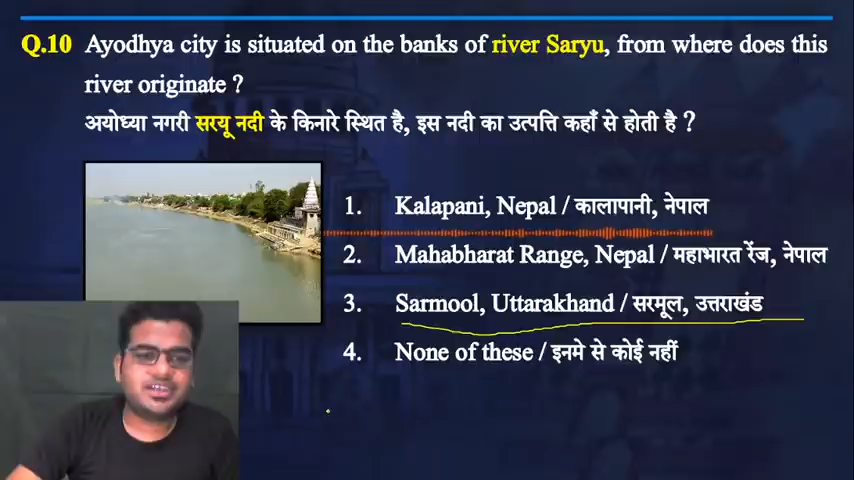 Q.10 Ayodhya city is situated on the banks of river Saryu, from where does this
river originate ?
अयोध्या नगरी सरयू नदी के किनारे स्थित है, इस नदी का उत्पत्ति कहाँ से होती है ?
1. Kalapani, Nepal / कालापानी, नेपाल
2. Mahabharat Range, Nepal / महाभारत रेंज, नेपाल
3. Sarmool, Uttarakhand / सरमूल, उत्तराखंड
4. None of these / इनमे से कोई नहीं